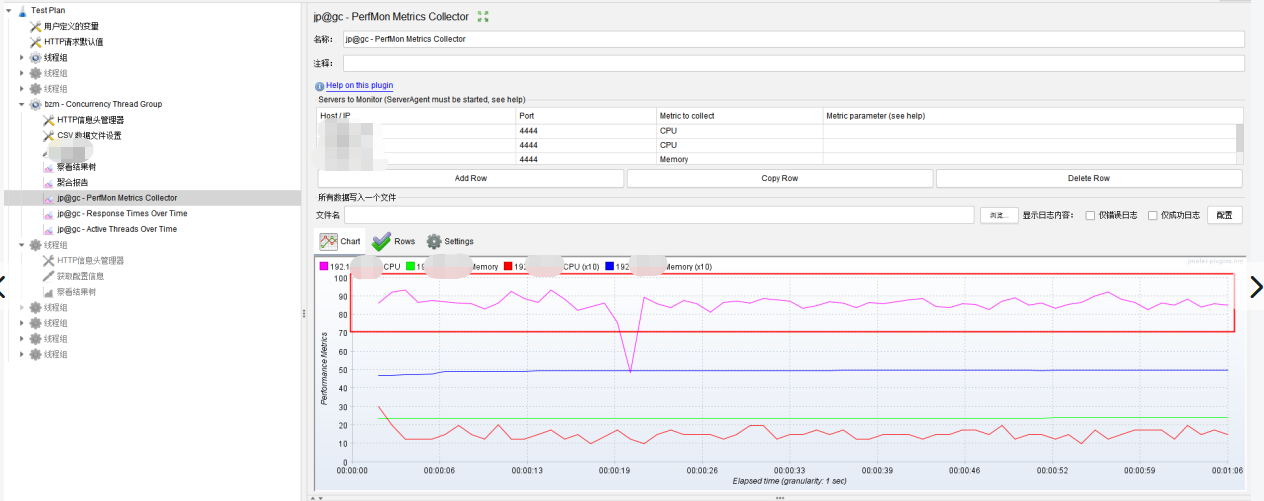 Test Plan
用户定义的变量
HTTP请求默认值
线程组
线程组
线程组
bzm - Concurrency Thread Group
HTTP信息头管理器
CSV 数据文件设置
察看结果树
聚合报告
jp@gc - PerfMon Metrics Collector
jp@gc - Response Times Over Time
jp@gc - Active Threads Over Time
线程组
HTTP信息头管理器
获取配置信息
察看结果树
线程组
线程组
线程组
线程组
jp@gc - PerfMon Metrics Collector
名称: jp@gc - PerfMon Metrics Collector
注释:
Help on this plugin
Servers to Monitor (ServerAgent must be started, see help)
Host / IP Port Metric to collect Metric parameter (see help)
4444 CPU
4444 CPU
4444 Memory
Add Row Copy Row Delete Row
所有数据写入一个文件
文件名 浏览... 显示日志内容: 仅错误日志 仅成功日志 配置
Chart Rows Settings
192.1 CPU 19 Memory 192 CPU (x10) 192 Memory (x10)
100
90
80
70
60
50
40
30
20
10
0
Performance Metrics
00:00:00 00:00:06 00:00:13 00:00:19 00:00:26 00:00:33 00:00:39 00:00:46 00:00:52 00:00:59 00:01:06
Elapsed time (granularity: 1 sec)